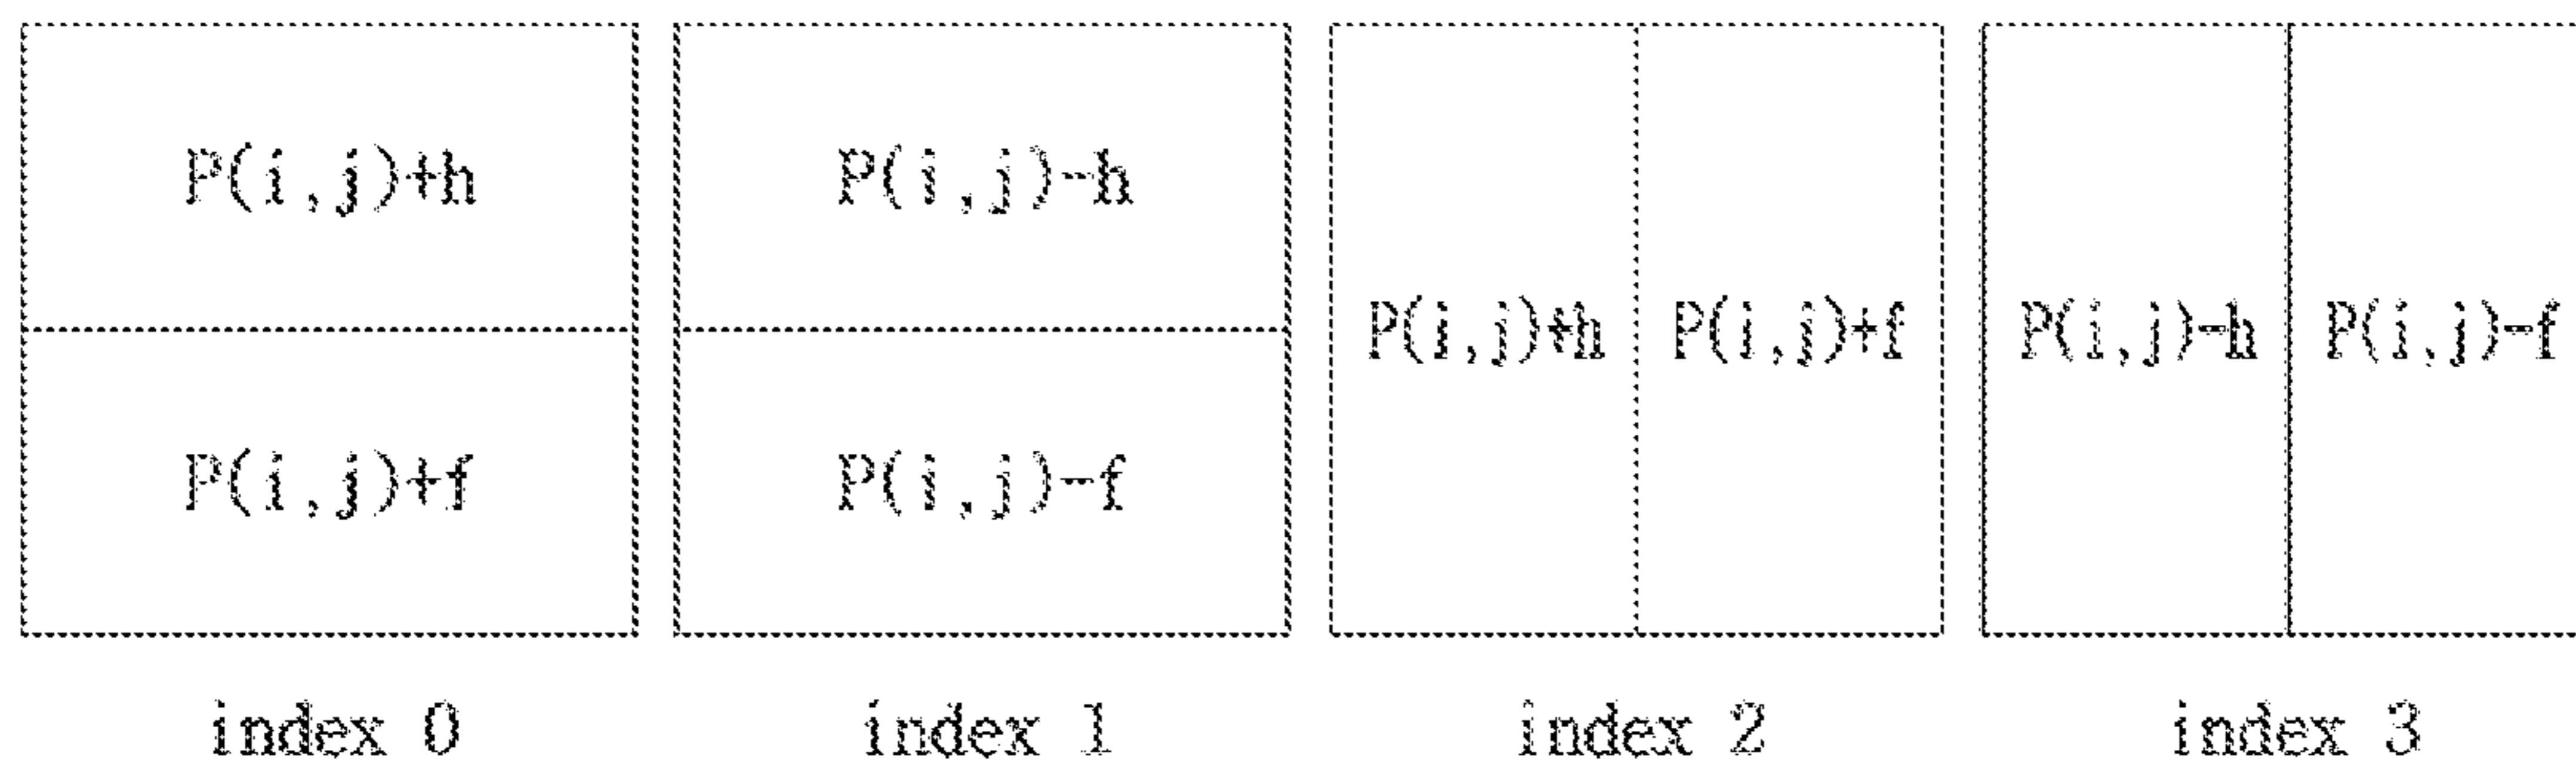 P(i,j)+h
P(i,j)+f
index 0
P(i,j)-h
P(i,j)-f
index 1
P(i,j)+h P(i,j)+f
index 2
P(i,j)-h P(i,j)-f
index 3